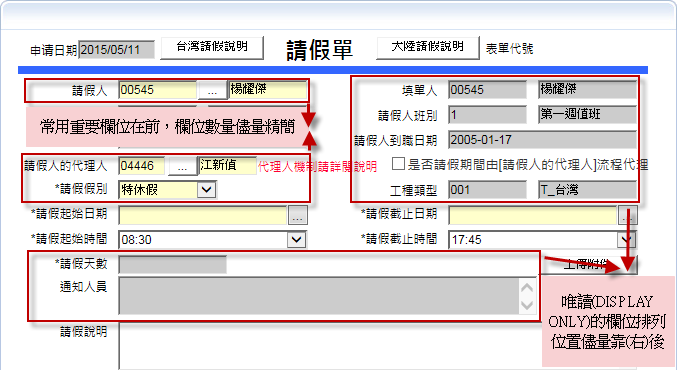 申请日期 2015/05/11 台灣請假說明 請假單 大陸請假說明 表單代號
請假人 00545 ... 楊耀傑 填單人 00545 楊耀傑
請假人班別 1 第一週值班
常用重要欄位在前，欄位數量儘量精簡
請假人到職日期 2005-01-17
請假人的代理人 04446 ... 江新偵 代理人機制請詳閱說明 是否請假期間由[請假人的代理人]流程代理
*請假假別 特休假 工種類型 001 T_台灣
*請假起始日期 ... *請假截止日期 ...
*請假起始時間 08:30 *請假截止時間 17:45
*請假天數 上傳附件
通知人員
唯讀(DISPLAY
ONLY)的欄位排列
位置儘量靠(右)後
請假說明